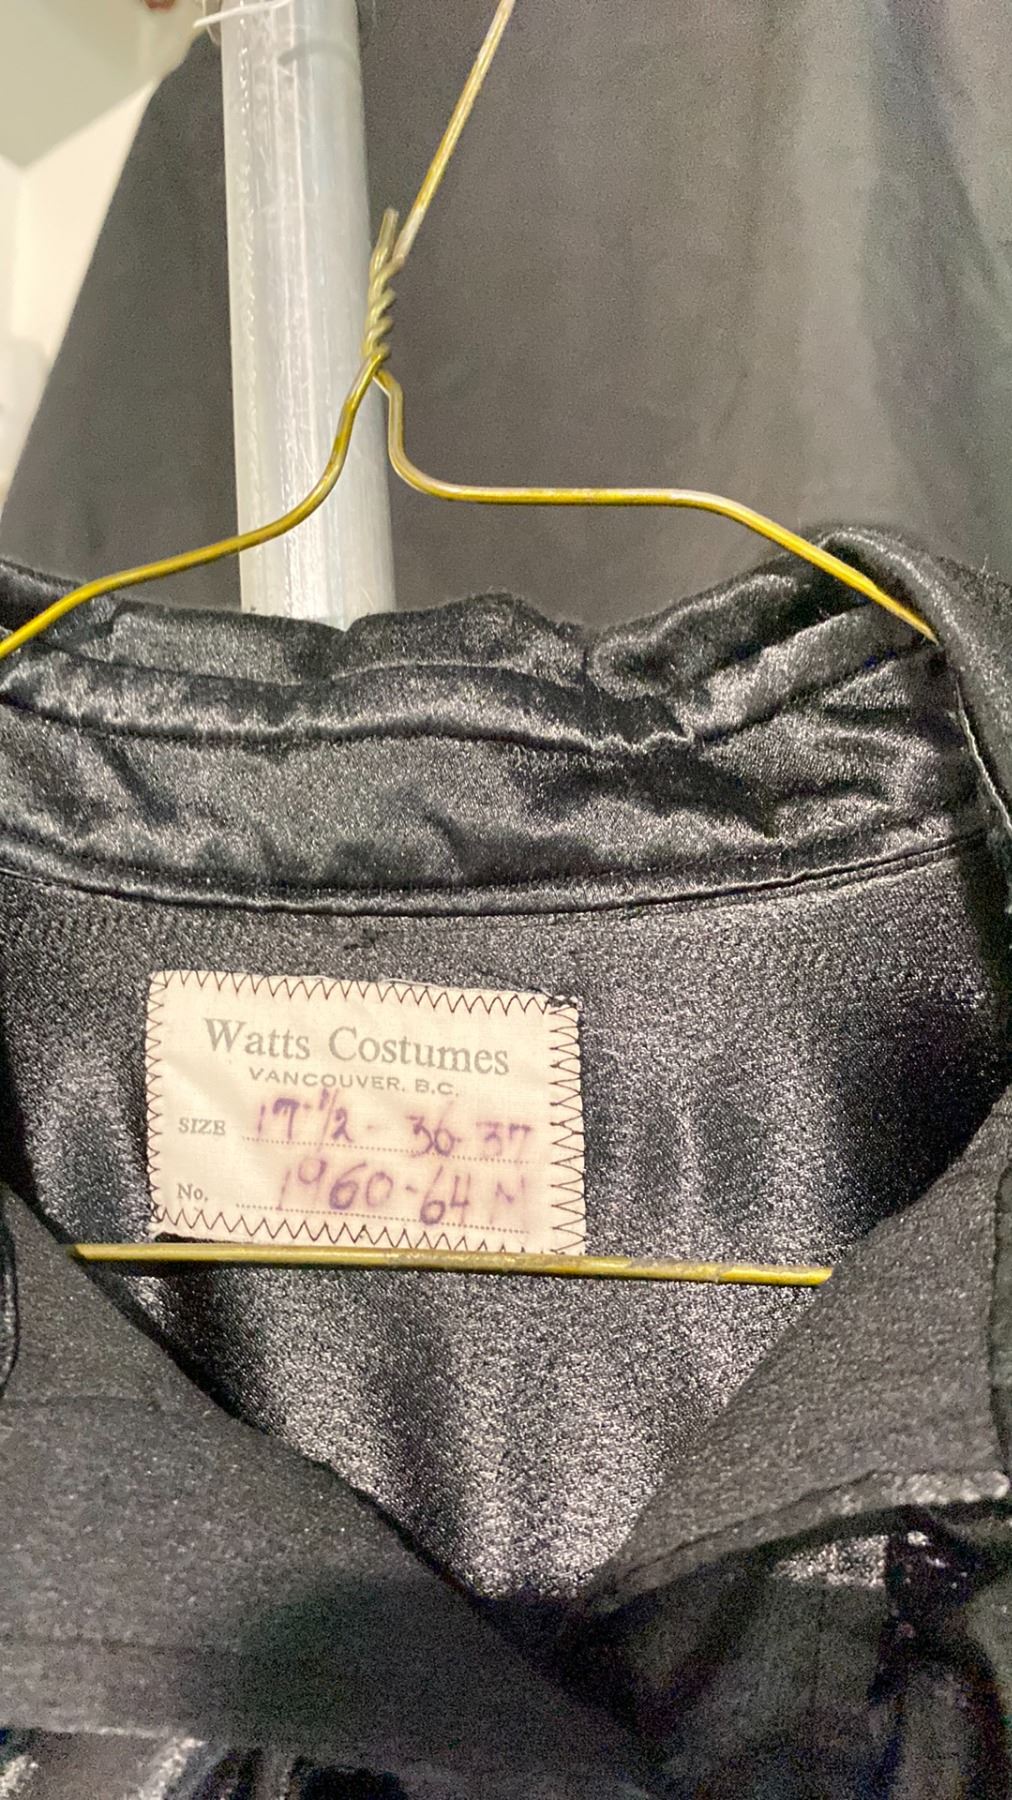 Watts Costumes
VANCOUVER, B.C.
SIZE 17-1/2 - 36-37
No. 1960-64 N